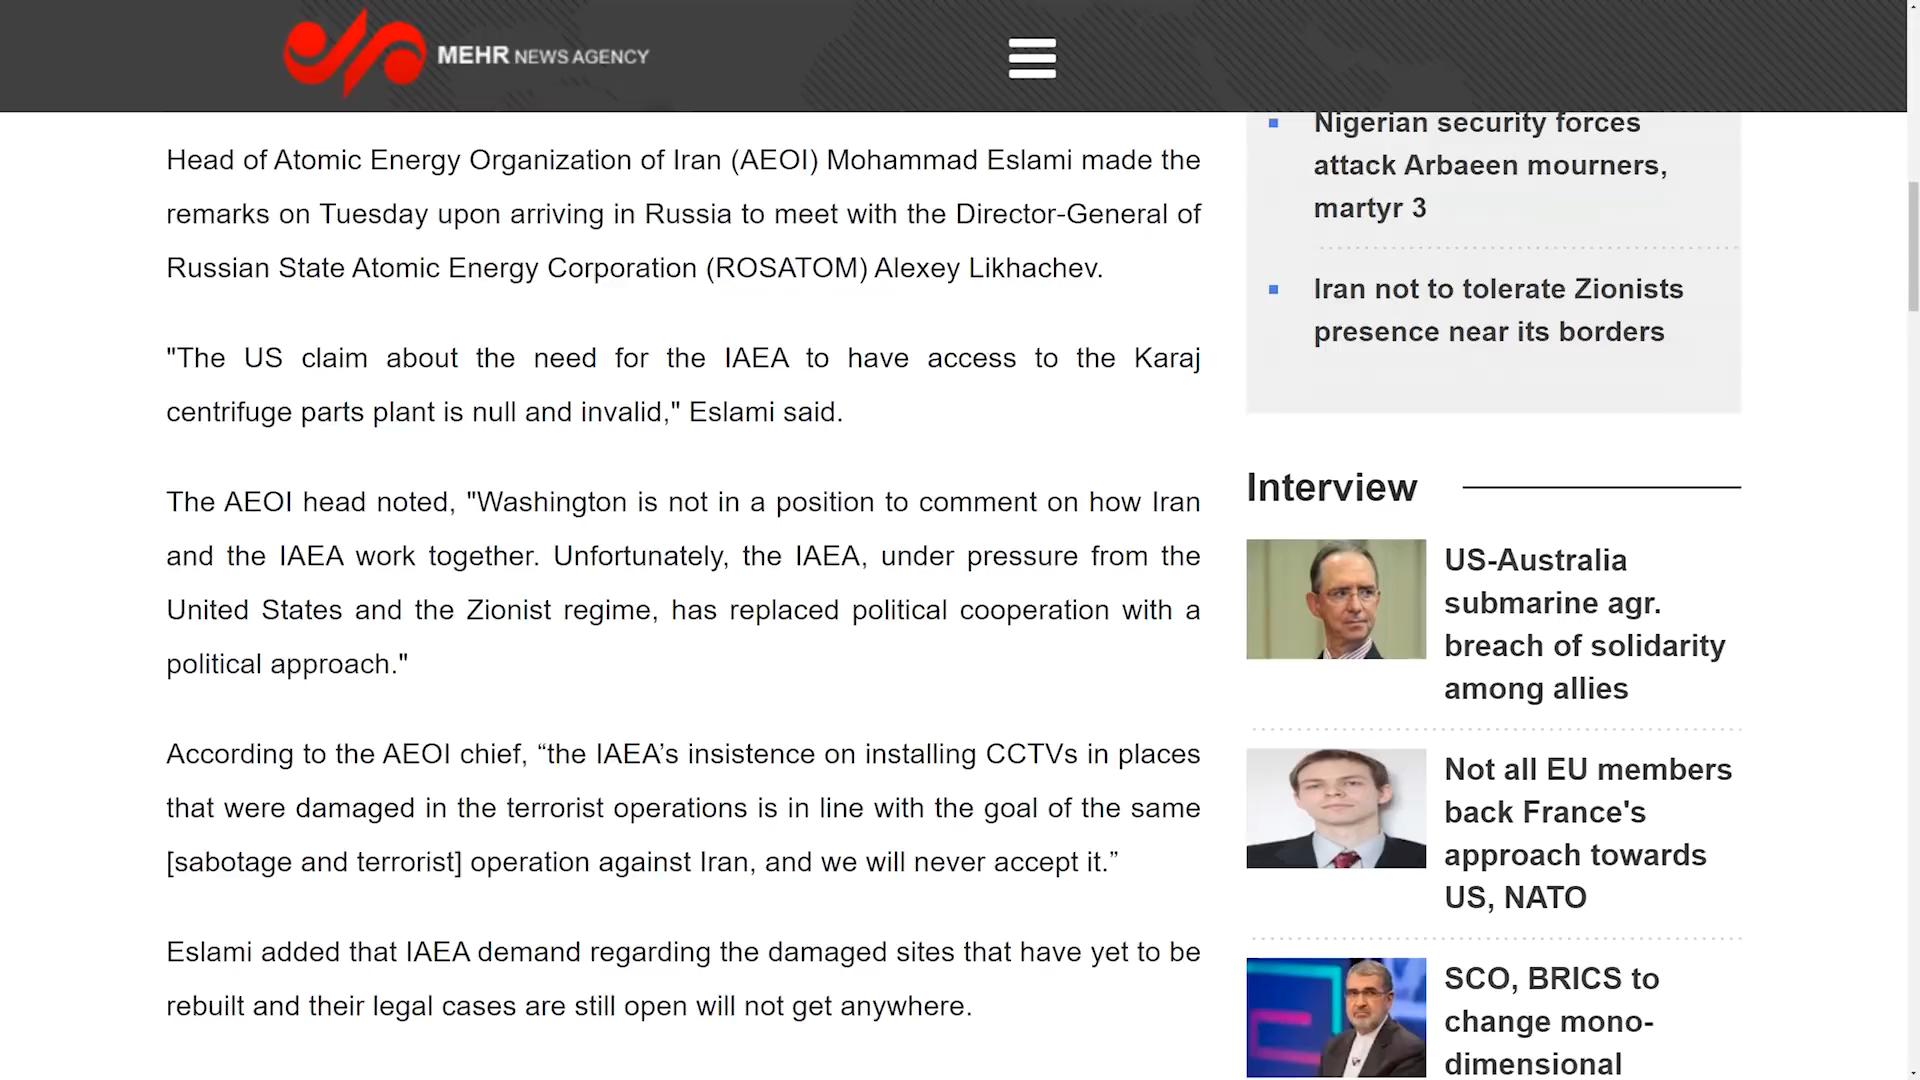 MEHR NEWS AGENCY
Head of Atomic Energy Organization of Iran (AEOI) Mohammad Eslami made the
remarks on Tuesday upon arriving in Russia to meet with the Director-General of
Russian State Atomic Energy Corporation (ROSATOM) Alexey Likhachev.
"The US claim about the need for the IAEA to have access to the Karaj
centrifuge parts plant is null and invalid," Eslami said.
The AEOI head noted, "Washington is not in a position to comment on how Iran
and the IAEA work together. Unfortunately, the IAEA, under pressure from the
United States and the Zionist regime, has replaced political cooperation with a
political approach."
According to the AEOI chief, “the IAEA’s insistence on installing CCTVs in places
that were damaged in the terrorist operations is in line with the goal of the same
[sabotage and terrorist] operation against Iran, and we will never accept it.”
Eslami added that IAEA demand regarding the damaged sites that have yet to be
rebuilt and their legal cases are still open will not get anywhere.
Nigerian security forces
attack Arbaeen mourners,
martyr 3
Iran not to tolerate Zionists
presence near its borders
Interview
US-Australia
submarine agr.
breach of solidarity
among allies
Not all EU members
back France's
approach towards
US, NATO
SCO, BRICS to
change mono-
dimensional